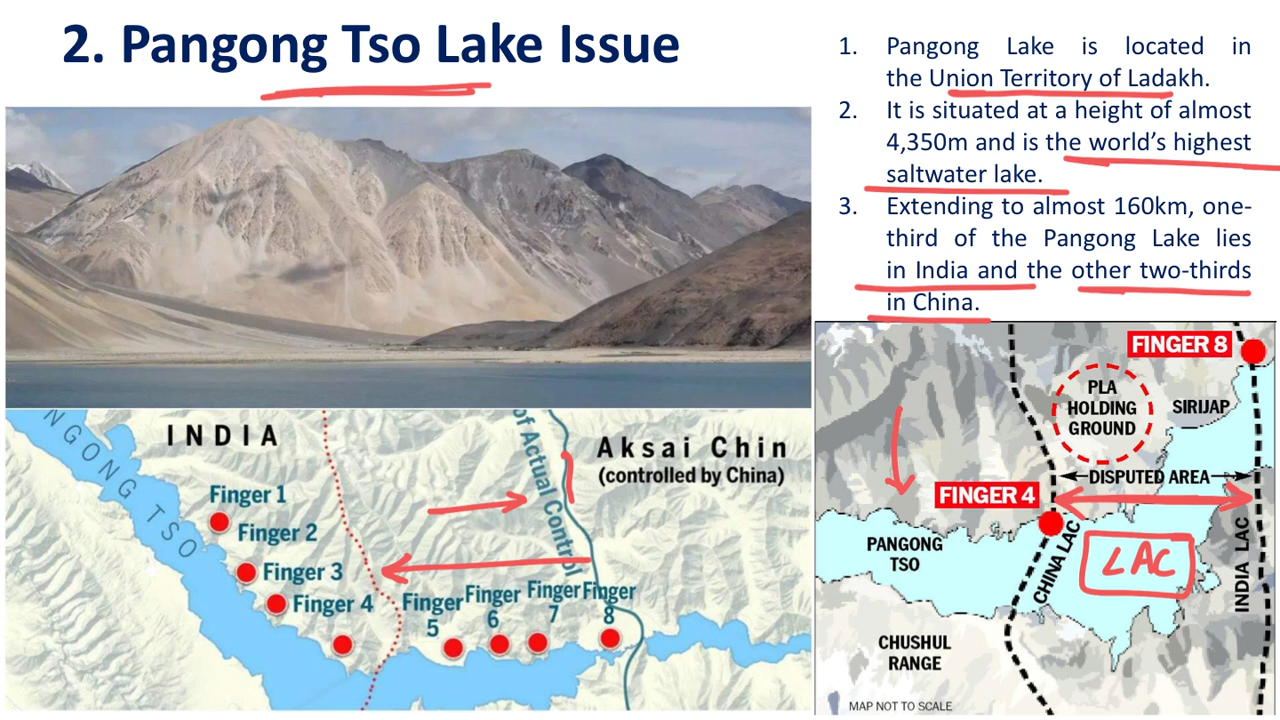 2. Pangong Tso Lake Issue
1. Pangong Lake is located in
the Union Territory of Ladakh.
2. It is situated at a height of almost
4,350m and is the world's highest
saltwater lake.
3. Extending to almost 160km, one-
third of the Pangong Lake lies
in India and the other two-thirds
in China.
NGONG TSO
INDIA
of Actual Control
Aksai Chin
(controlled by China)
Finger 1
Finger 2
Finger 3
Finger 4
Finger
5
Finger
6
Finger
7
Finger
8
FINGER 8
PLA
HOLDING
GROUND
SIRIJAP
DISPUTED AREA
FINGER 4
PANGONG
TSO
CHINA LAC
LAC
INDIA LAC
CHUSHUL
RANGE
MAP NOT TO SCALE